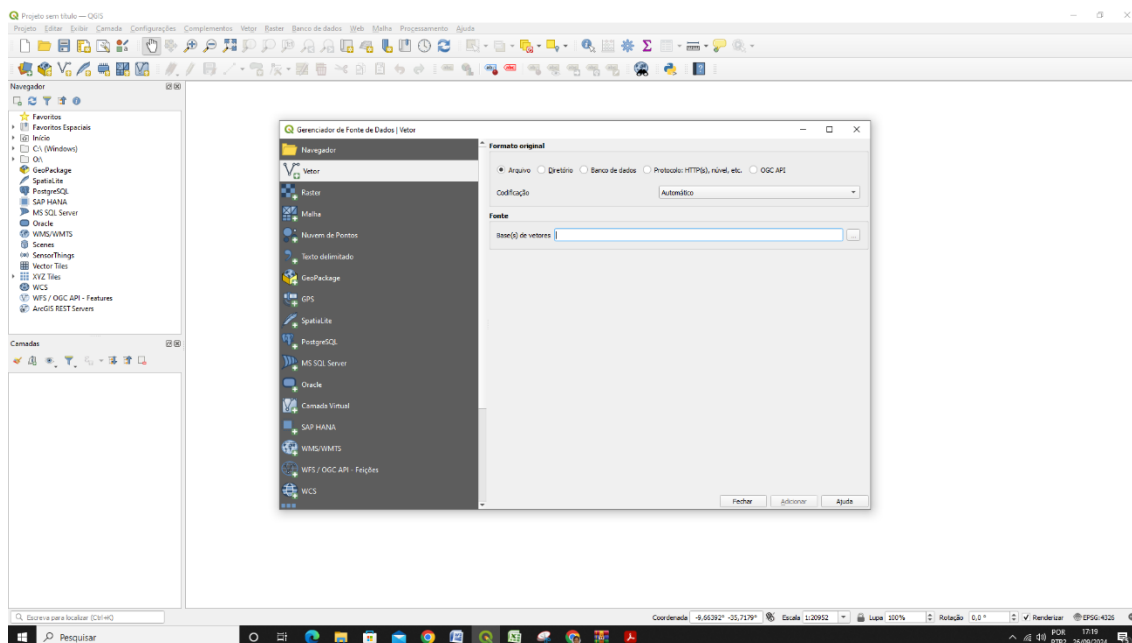 Projeto sem título — QGIS
Projeto Editar Exibir Camada Configurações Complementos Vetor Raster Banco de dados Web Malha Processamento Ajuda
Navegador
Favoritos
Favoritos Espaciais
Início
C:\ (Windows)
O:\
GeoPackage
SpatiaLite
PostgreSQL
SAP HANA
MS SQL Server
Oracle
WMS/WMTS
Scenes
SensorThings
Vector Tiles
XYZ Tiles
WCS
WFS / OGC API - Features
ArcGIS REST Servers
Camadas
Gerenciador de Fonte de Dados | Vetor
Navegador
Vetor
Raster
Malha
Nuvem de Pontos
Texto delimitado
GeoPackage
GPS
SpatiaLite
PostgreSQL
MS SQL Server
Oracle
Camada Virtual
SAP HANA
WMS/WMTS
WFS / OGC API - Feições
WCS
Formato original
Arquivo Diretório Banco de dados Protocolo: HTTP(s), núvel, etc. OGC API
Codificação Automático
Fonte
Base(s) de vetores ...
Fechar Adicionar Ajuda
Escreva para localizar (Ctrl+K)
Coordenada -9,66392° -35,7179° Escala 1:20952 Lupa 100% Rotação 0,0 ° Renderizar EPSG:4326
Pesquisar
POR 17:19
PTB2 26/09/2024